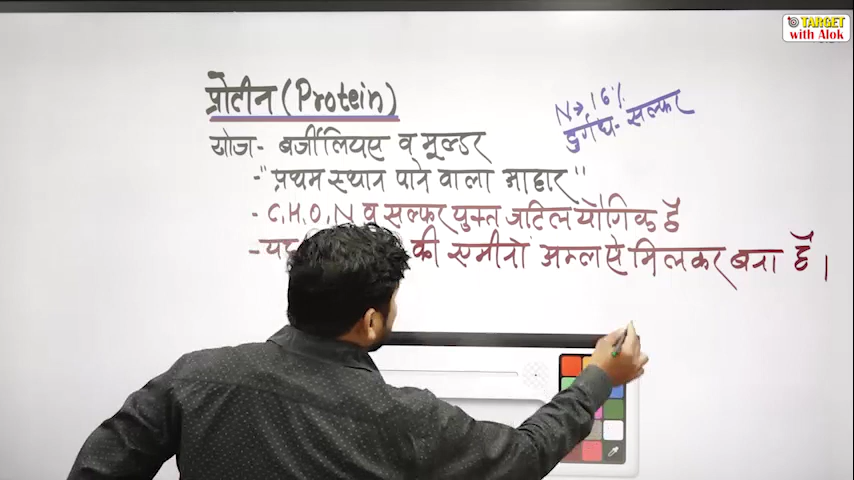 TARGET
with Alok
प्रोटीन (Protein)
N → 16%
दुर्गंध - सल्फर
खोज - बर्जीलियस व मूल्डर
- "प्रथम स्थान पाने वाला आहार"
- C, H, O, N व सल्फर युक्त जटिल यौगिक है
- यह की एमीनो अम्ल से मिलकर बना है।